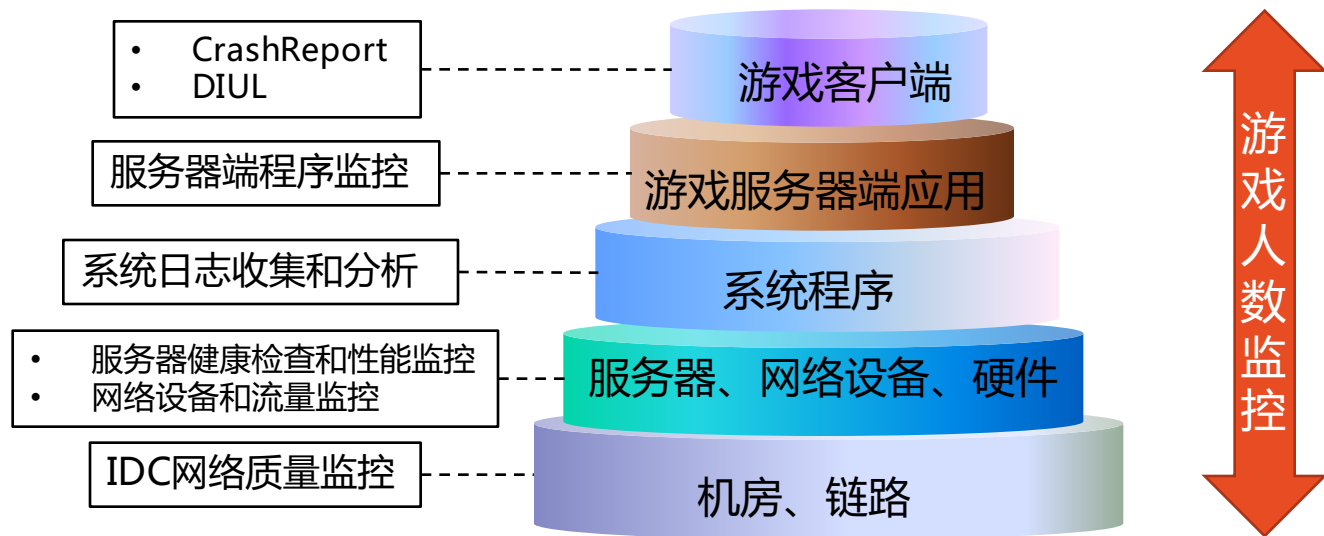 • CrashReport
• DIUL
游戏客户端
服务器端程序监控
游戏服务器端应用
系统日志收集和分析
系统程序
• 服务器健康检查和性能监控
• 网络设备和流量监控
服务器、网络设备、硬件
IDC网络质量监控
机房、链路
游戏人数监控